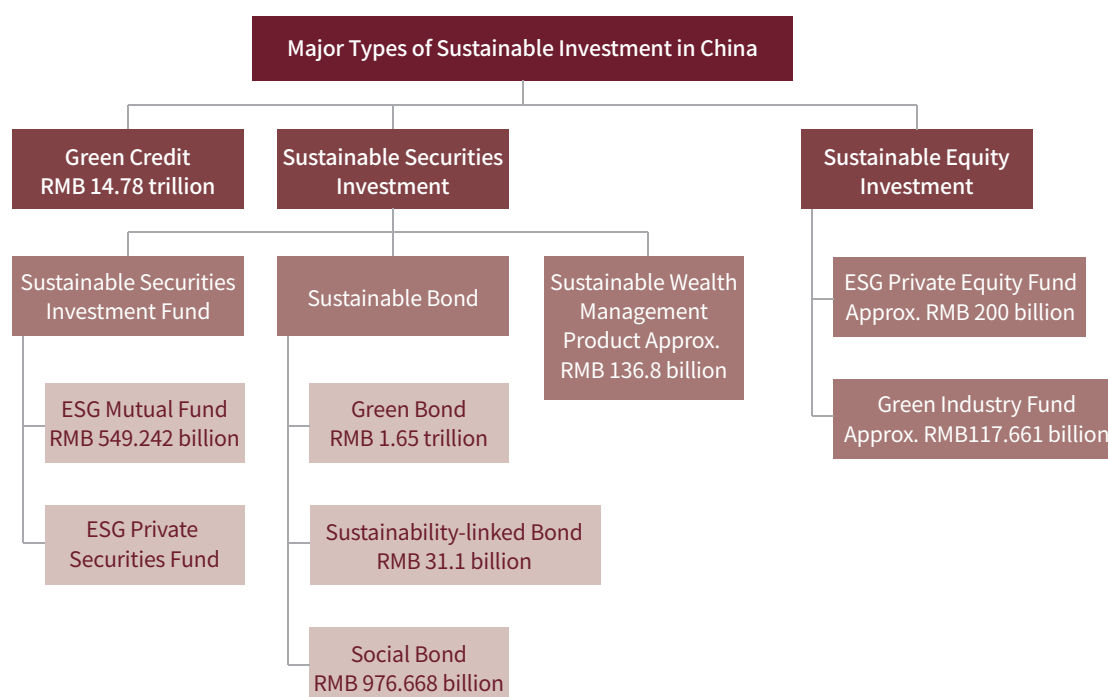 Major Types of Sustainable Investment in China
Green Credit
RMB 14.78 trillion
Sustainable Securities
Investment
Sustainable Equity
Investment
Sustainable Securities
Investment Fund
Sustainable Bond
Sustainable Wealth
Management
Product Approx.
RMB 136.8 billion
ESG Private Equity Fund
Approx. RMB 200 billion
ESG Mutual Fund
RMB 549.242 billion
Green Bond
RMB 1.65 trillion
Green Industry Fund
Approx. RMB117.661 billion
ESG Private
Securities Fund
Sustainability-linked Bond
RMB 31.1 billion
Social Bond
RMB 976.668 billion